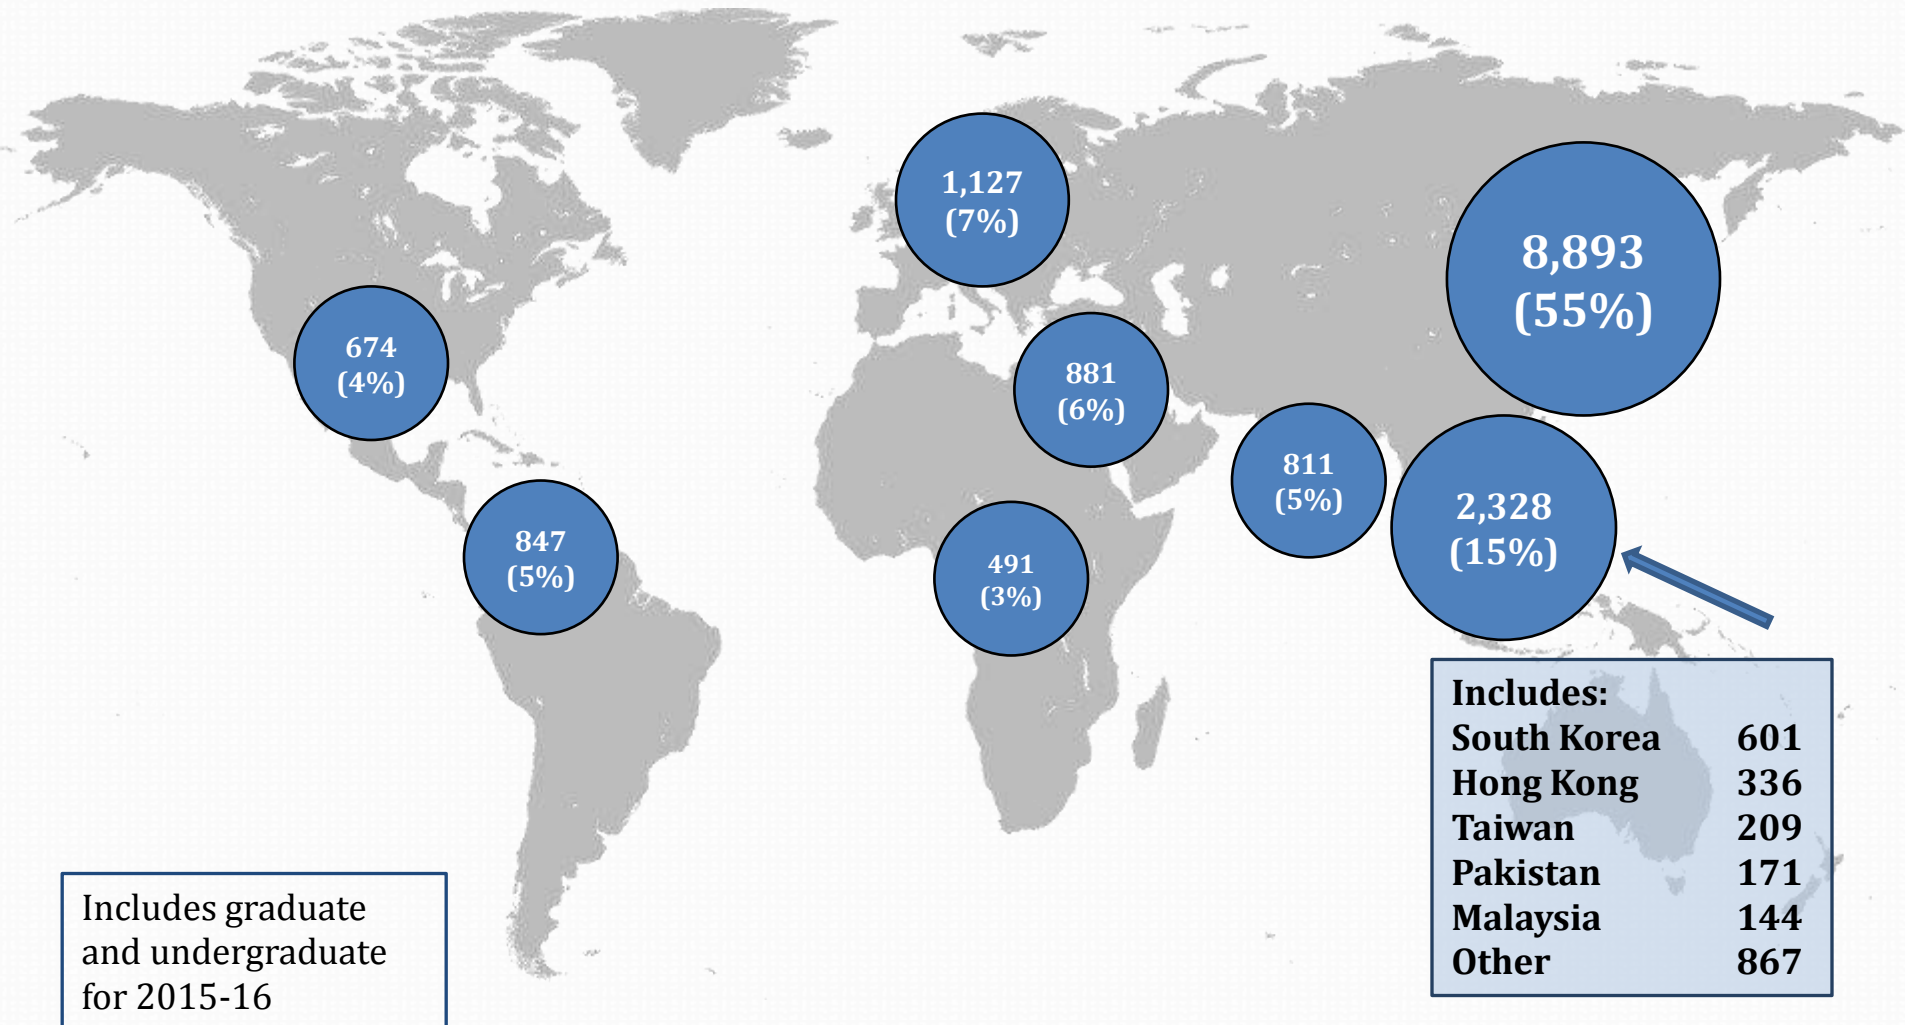 1,127
(7%)
8,893
(55%)
674
(4%)
881
(6%)
811
(5%)
2,328
(15%)
847
(5%)
491
(3%)
Includes:
South Korea 601
Hong Kong 336
Taiwan 209
Pakistan 171
Malaysia 144
Other 867
Includes graduate
and undergraduate
for 2015-16